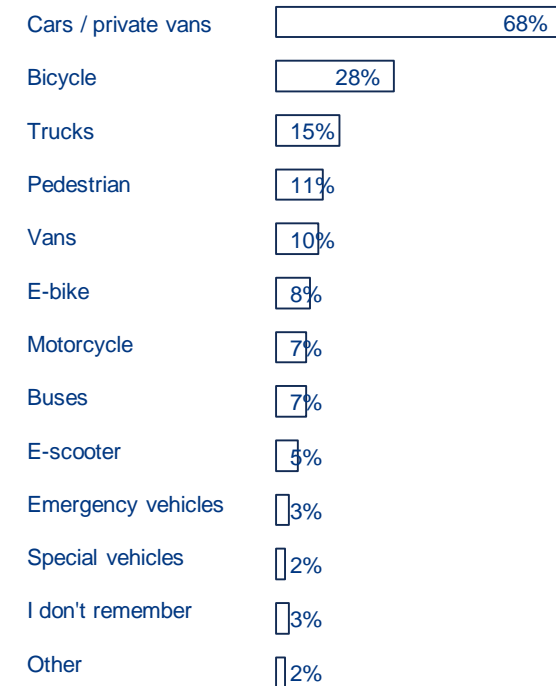 Cars / private vans 68%
Bicycle 28%
Trucks 15%
Pedestrian 11%
Vans 10%
E-bike 8%
Motorcycle 7%
Buses 7%
E-scooter 5%
Emergency vehicles 3%
Special vehicles 2%
I don't remember 3%
Other 2%